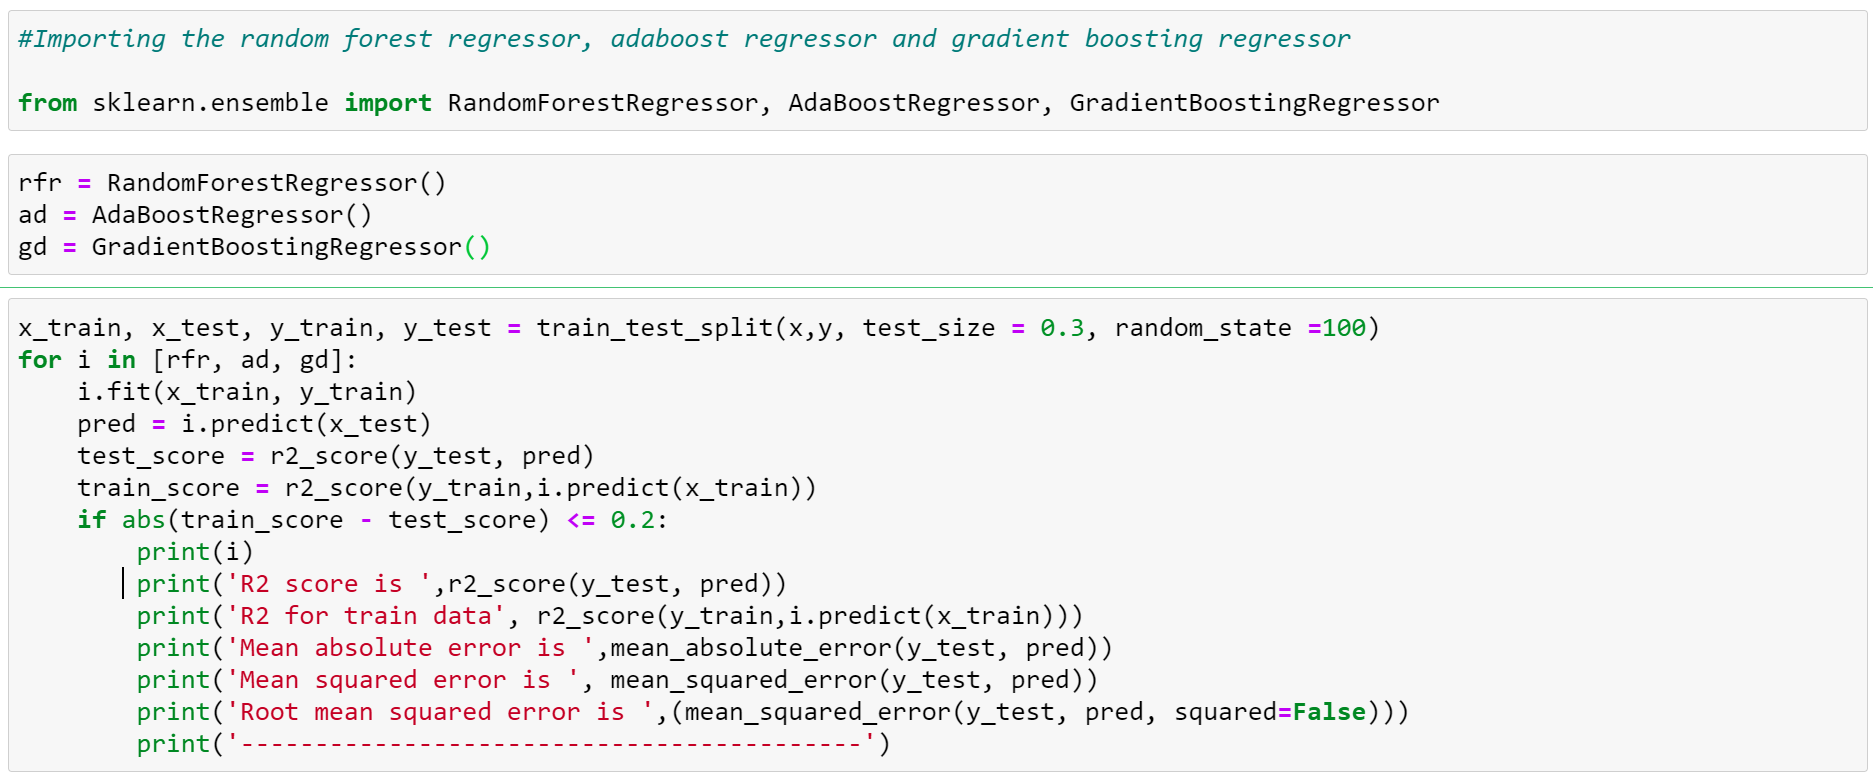 #Importing the random forest regressor, adaboost regressor and gradient boosting regressor
from sklearn.ensemble import RandomForestRegressor, AdaBoostRegressor, GradientBoostingRegressor
rfr = RandomForestRegressor()
ad = AdaBoostRegressor()
gd = GradientBoostingRegressor()
x_train, x_test, y_train, y_test = train_test_split(x,y, test_size = 0.3, random_state =100)
for i in [rfr, ad, gd]:
    i.fit(x_train, y_train)
    pred = i.predict(x_test)
    test_score = r2_score(y_test, pred)
    train_score = r2_score(y_train,i.predict(x_train))
    if abs(train_score - test_score) <= 0.2:
        print(i)
        print('R2 score is ',r2_score(y_test, pred))
        print('R2 for train data', r2_score(y_train,i.predict(x_train)))
        print('Mean absolute error is ',mean_absolute_error(y_test, pred))
        print('Mean squared error is ', mean_squared_error(y_test, pred))
        print('Root mean squared error is ',(mean_squared_error(y_test, pred, squared=False)))
        print('------------------------------------------')